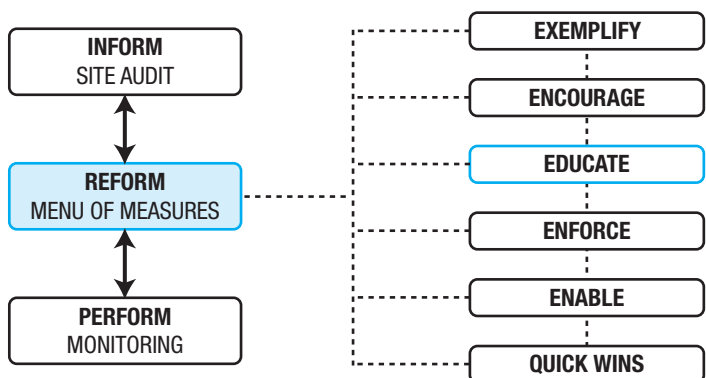 INFORM
SITE AUDIT
REFORM
MENU OF MEASURES
PERFORM
MONITORING
EXEMPLIFY
ENCOURAGE
EDUCATE
ENFORCE
ENABLE
QUICK WINS